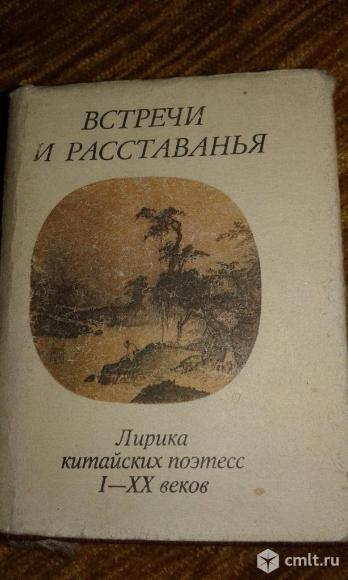 ВСТРЕЧИ
И РАССТАВАНЬЯ
Лирика
китайских поэтесс
I—XX веков
cmlt.ru